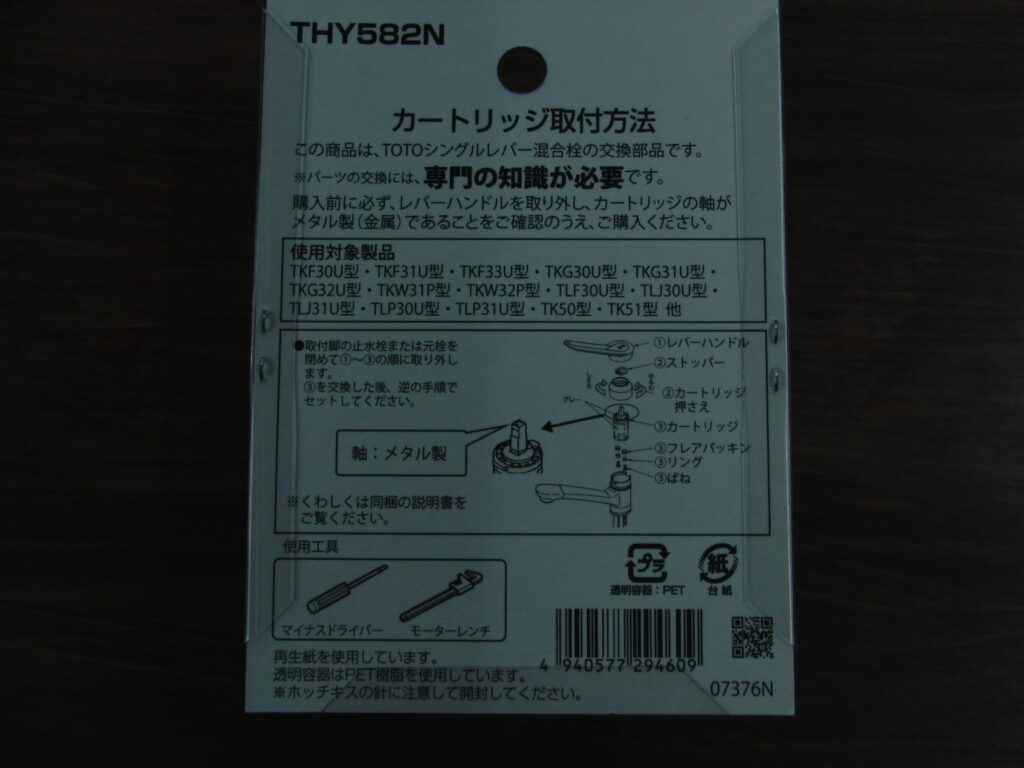 THY582N
カートリッジ取付方法
この商品は、TOTOシングルレバー混合栓の交換部品です。
※パーツの交換には、専門の知識が必要です。
購入前に必ず、レバーハンドルを取り外し、カートリッジの軸が
メタル製(金属)であることをご確認のうえ、ご購入ください。
使用対象製品
TKF30U型・TKF31U型・TKF33U型・TKG30U型・TKG31U型・
TKG32U型・TKW31P型・TKW32P型・TLF30U型・TLJ30U型・
TLJ31U型・TLP30U型・TLP31U型・TK50型・TK51型 他
●取付脚の止水栓または元栓を
閉めて①〜③の順に取り外し
ます。
③を交換した後、逆の手順で
セットしてください。
①レバーハンドル
②ストッパー
しまる
ゆるむ
②カートリッジ
押さえ
グレー
③カートリッジ
③フレアパッキン
③リング
③ばね
軸:メタル製
※くわしくは同梱の説明書を
ご覧ください。
使用工具
マイナスドライバー
モーターレンチ
プラ
透明容器:PET
紙
台紙
再生紙を使用しています。
透明容器はPET樹脂を使用しています。
※ホッチキスの針に注意して開封してください。
4 940577 294609
07376N